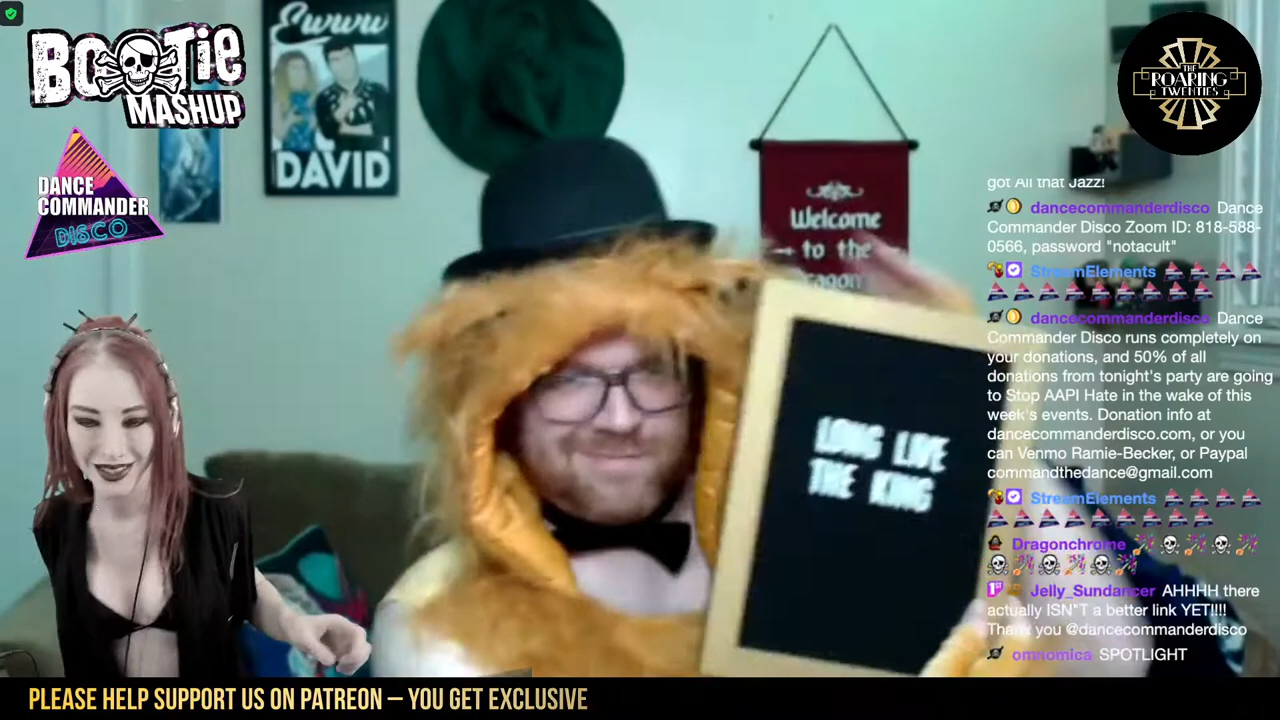 BOOTie
MASHUP
DANCE
COMMANDER
DISCO
Ewww
DAVID
Welcome
to the
Dragon
THE
ROARING
TWENTIES
LONG LIVE
THE KING
got All that Jazz!
dancecommanderdisco Dance
Commander Disco Zoom ID: 818-588-
0566, password "notacult"
StreamElements
dancecommanderdisco Dance
Commander Disco runs completely on
your donations, and 50% of all
donations from tonight's party are going
to Stop AAPI Hate in the wake of this
week's events. Donation info at
dancecommanderdisco.com, or you
can Venmo Ramie-Becker, or Paypal
commandthedance@gmail.com
StreamElements
Dragonchrome
1ST Jelly_Sundancer AHHHH there
actually ISN"T a better link YET!!!!
Thank you @dancecommanderdisco
omnomica SPOTLIGHT
PLEASE HELP SUPPORT US ON PATREON – YOU GET EXCLUSIVE